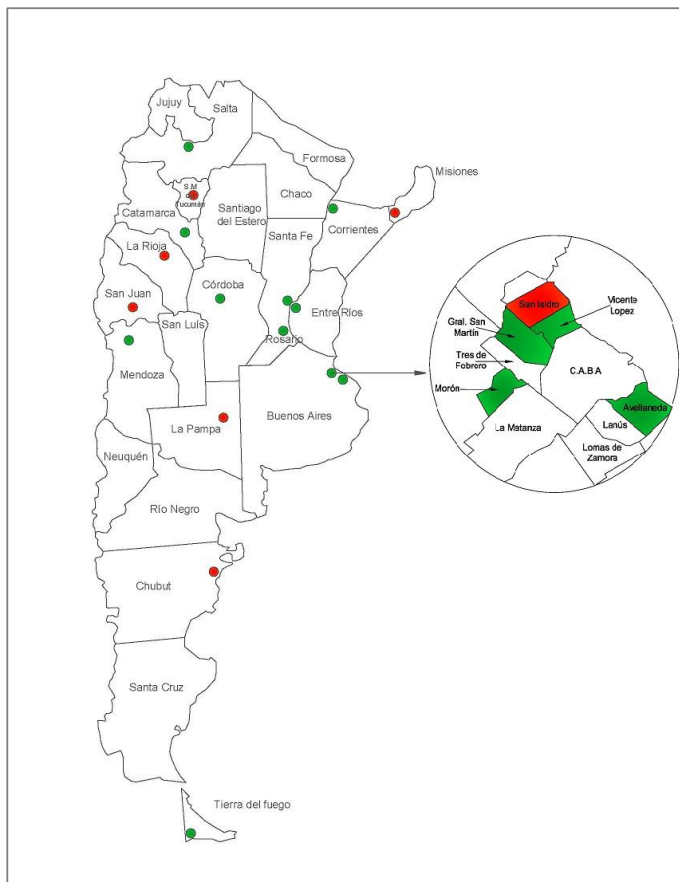 Jujuy
Salta
Formosa
Misiones
Chaco
S.M
Tucumán
Santiago
del Estero
Catamarca
Corrientes
Santa Fe
La Rioja
Córdoba
San Juan
Entre Ríos
San Luís
Rosario
Mendoza
Buenos Aires
La Pampa
Neuquén
Río Negro
Chubut
Santa Cruz
Tierra del fuego
San Isidro
Vicente
Lopez
Gral. San
Martín
Tres de
Febrero
C.A.B.A
Morón
Avellaneda
Lanús
La Matanza
Lomas de
Zamora